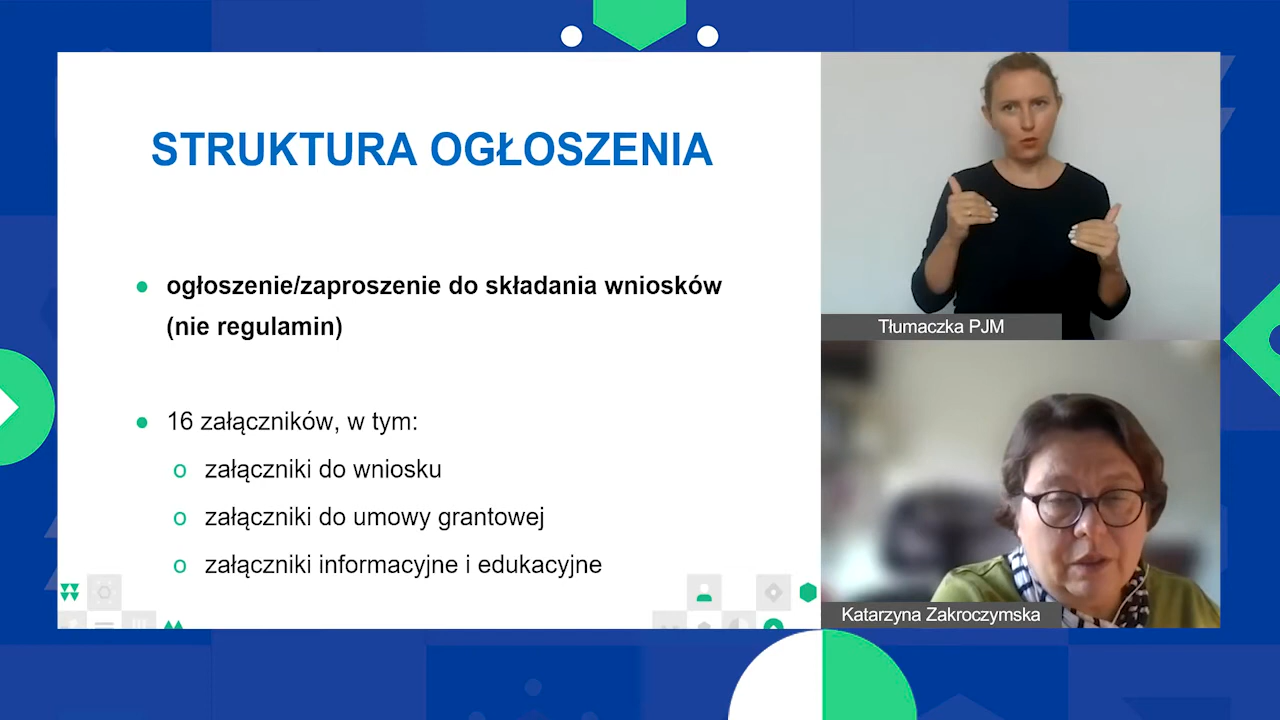 STRUKTURA OGŁOSZENIA
● ogłoszenie/zaproszenie do składania wniosków
(nie regulamin)
● 16 załączników, w tym:
o załączniki do wniosku
o załączniki do umowy grantowej
o załączniki informacyjne i edukacyjne
Tłumaczka PJM
Katarzyna Zakroczymska